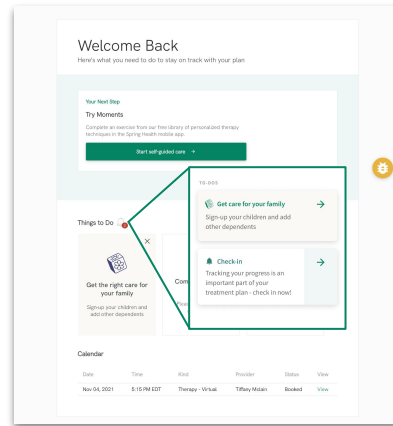 Welcome Back
Here's what you need to do to stay on track with your plan
Your Next Step
Try Moments
Complete an exercise from our free library of personalized therapy
techniques in the Spring Health mobile app.
Start self-guided care →
TO-DOS
Get care for your family →
Sign-up your children and add
other dependents
Check-in →
Tracking your progress is an
important part of your
treatment plan - check in now!
Things to Do
Get the right care for
your family
Sign-up your children and
add other dependents
Com
Calendar
Date Time Kind Provider Status View
Nov 04, 2021 5:15 PM EDT Therapy - Virtual Tiffany Mclain Booked View